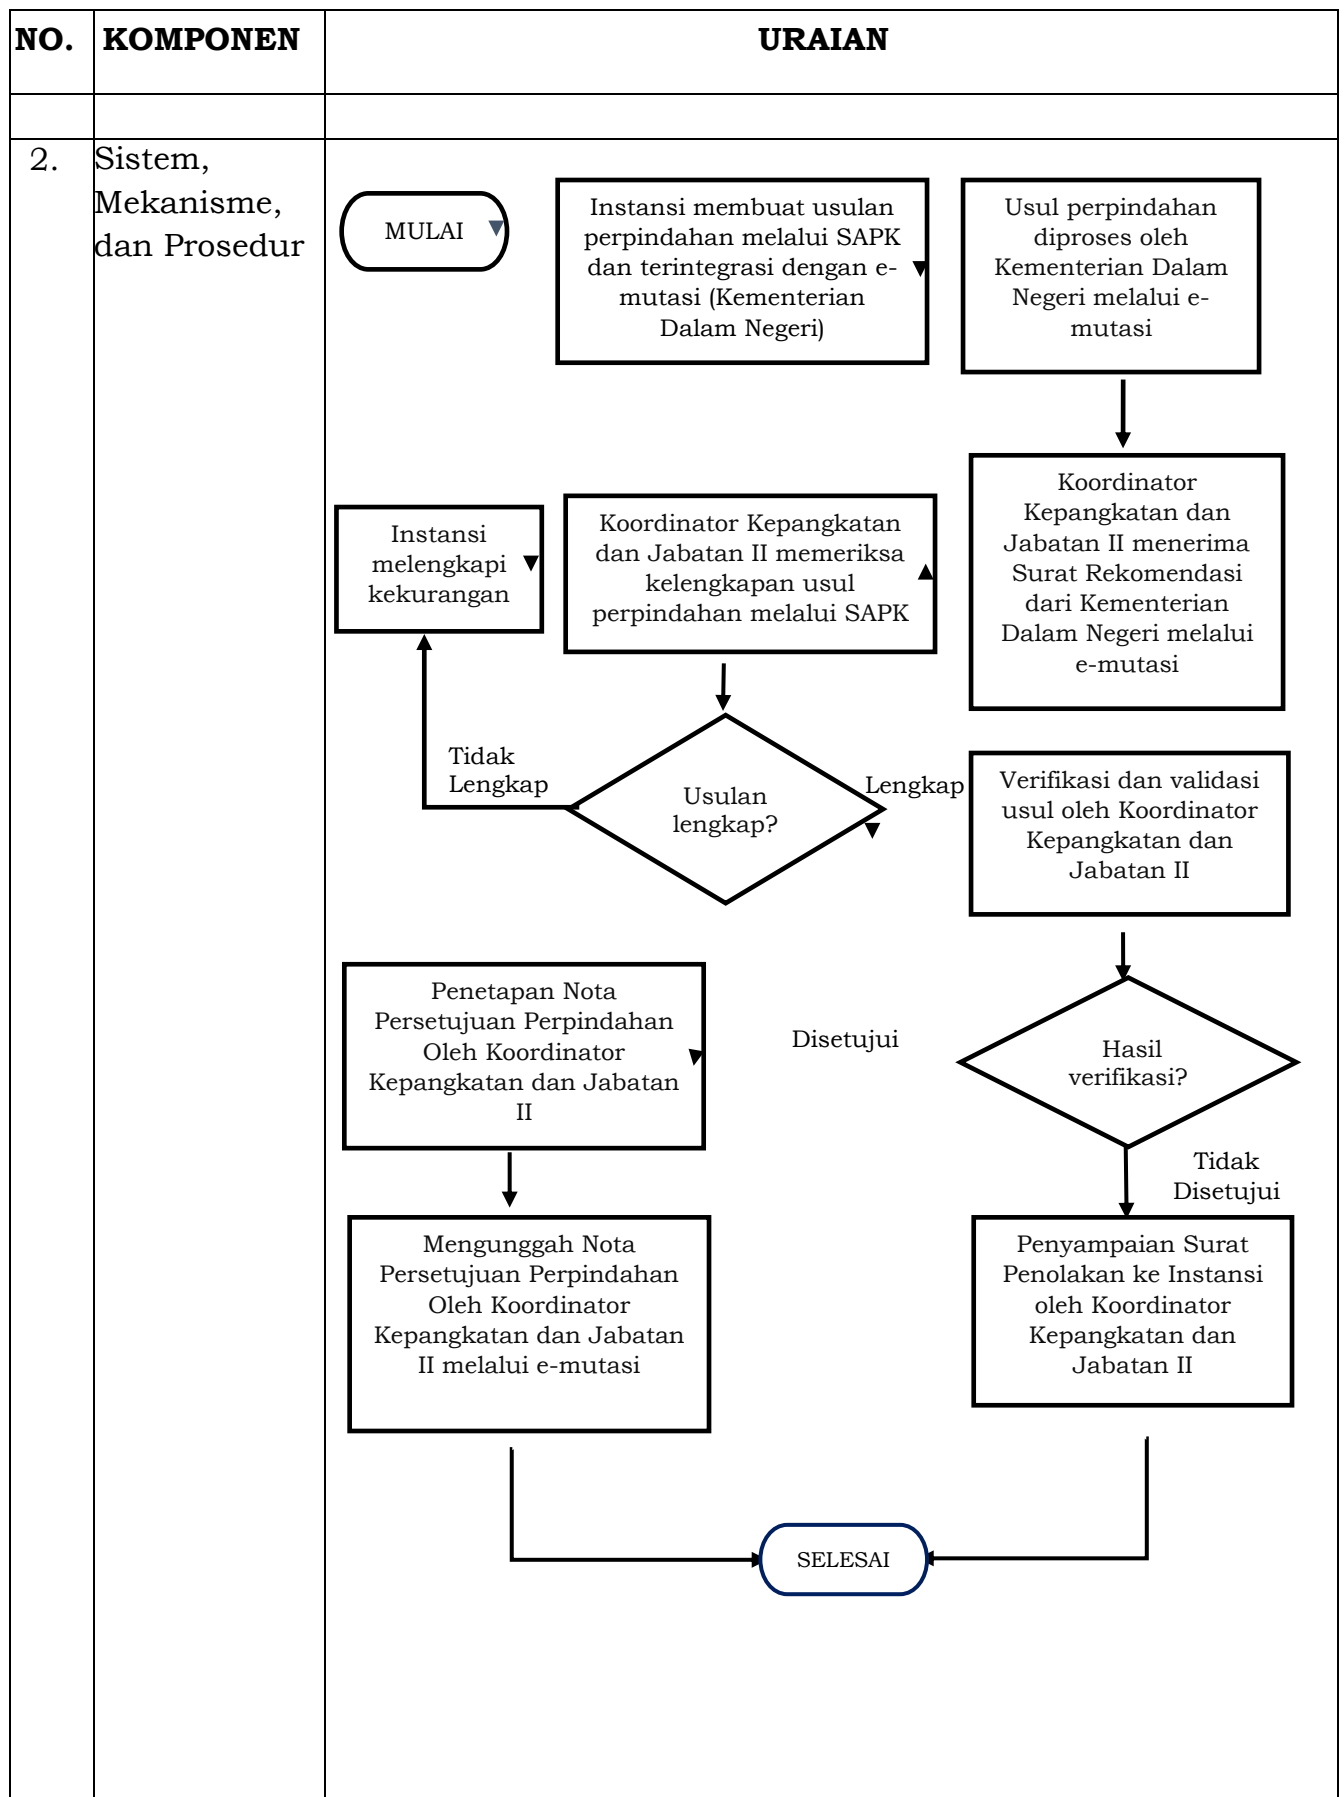 NO.
KOMPONEN
URAIAN
2.
Sistem,
Mekanisme,
dan Prosedur
MULAI
Instansi membuat usulan
perpindahan melalui SAPK
dan terintegrasi dengan e-
mutasi (Kementerian
Dalam Negeri)
Usul perpindahan
diproses oleh
Kementerian Dalam
Negeri melalui e-
mutasi
Instansi
melengkapi
kekurangan
Koordinator Kepangkatan
dan Jabatan II memeriksa
kelengkapan usul
perpindahan melalui SAPK
Koordinator
Kepangkatan dan
Jabatan II menerima
Surat Rekomendasi
dari Kementerian
Dalam Negeri melalui
e-mutasi
Tidak
Lengkap
Usulan
lengkap?
Lengkap
Verifikasi dan validasi
usul oleh Koordinator
Kepangkatan dan
Jabatan II
Penetapan Nota
Persetujuan Perpindahan
Oleh Koordinator
Kepangkatan dan Jabatan
II
Disetujui
Hasil
verifikasi?
Tidak
Disetujui
Mengunggah Nota
Persetujuan Perpindahan
Oleh Koordinator
Kepangkatan dan Jabatan
II melalui e-mutasi
Penyampaian Surat
Penolakan ke Instansi
oleh Koordinator
Kepangkatan dan
Jabatan II
SELESAI